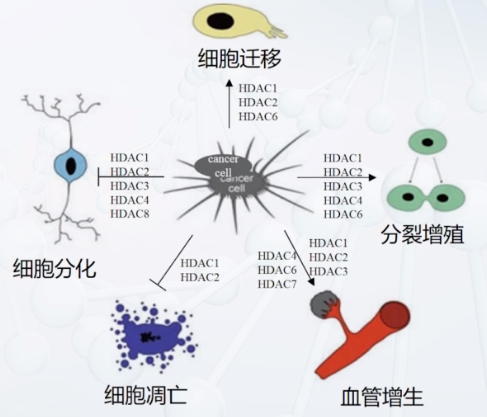 细胞迁移
HDAC1
HDAC2
HDAC6
cancer
cell
cancer
cell
HDAC1
HDAC2
HDAC3
HDAC4
HDAC8
细胞分化
HDAC1
HDAC2
HDAC3
HDAC4
HDAC6
分裂增殖
HDAC1
HDAC2
细胞凋亡
HDAC4
HDAC6
HDAC7
HDAC1
HDAC2
HDAC3
血管增生